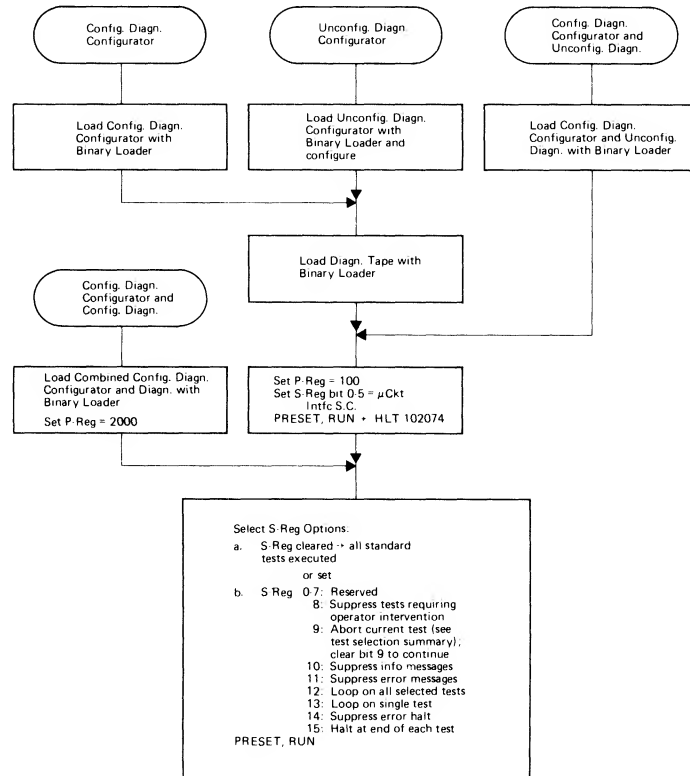 Config. Diagn.
Configurator
Unconfig. Diagn.
Configurator
Config. Diagn.
Configurator and
Unconfig. Diagn.
Load Config. Diagn.
Configurator with
Binary Loader
Load Unconfig. Diagn.
Configurator with
Binary Loader and
configure
Load Config. Diagn.
Configurator and Unconfig.
Diagn. with Binary Loader
Load Diagn. Tape with
Binary Loader
Config. Diagn.
Configurator and
Config. Diagn.
Load Combined Config. Diagn.
Configurator and Diagn. with
Binary Loader
Set P-Reg = 2000
Set P-Reg = 100
Set S-Reg bit 0-5 = μCkt
Intfc S.C.
PRESET, RUN → HLT 102074
Select S-Reg Options:
a. S-Reg cleared → all standard
tests executed
or set
b. S Reg 0-7: Reserved
8: Suppress tests requiring
operator intervention
9: Abort current test (see
test selection summary);
clear bit 9 to continue
10: Suppress info messages
11: Suppress error messages
12: Loop on all selected tests
13: Loop on single test
14: Suppress error halt
15: Halt at end of each test
PRESET, RUN